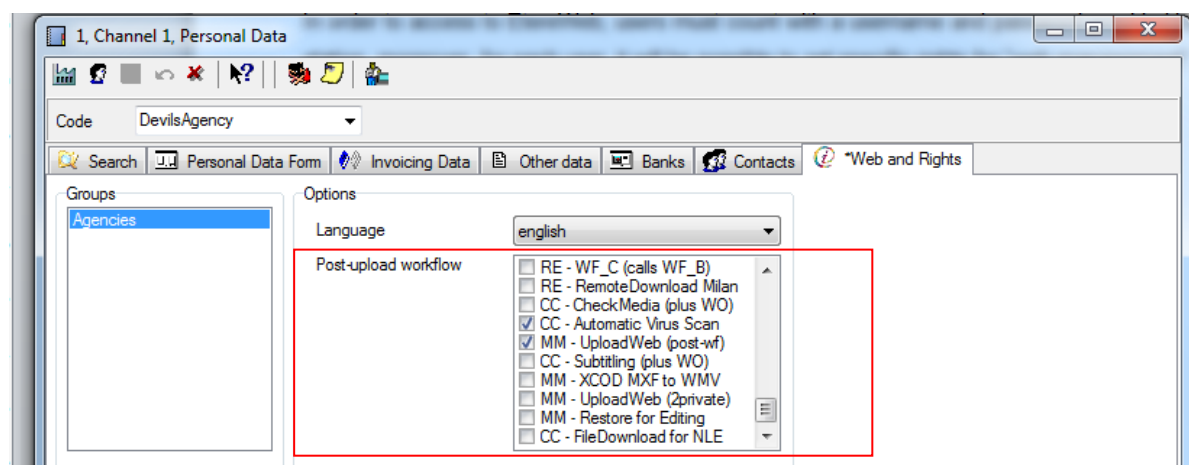 1, Channel 1, Personal Data
Code DevilsAgency
Search Personal Data Form Invoicing Data Other data Banks Contacts *Web and Rights
Groups
Agencies
Options
Language english
Post-upload workflow
RE - WF_C (calls WF_B)
RE - RemoteDownload Milan
CC - CheckMedia (plus WO)
CC - Automatic Virus Scan
MM - UploadWeb (post-wf)
CC - Subtitling (plus WO)
MM - XCOD MXF to WMV
MM - UploadWeb (2private)
MM - Restore for Editing
CC - FileDownload for NLE